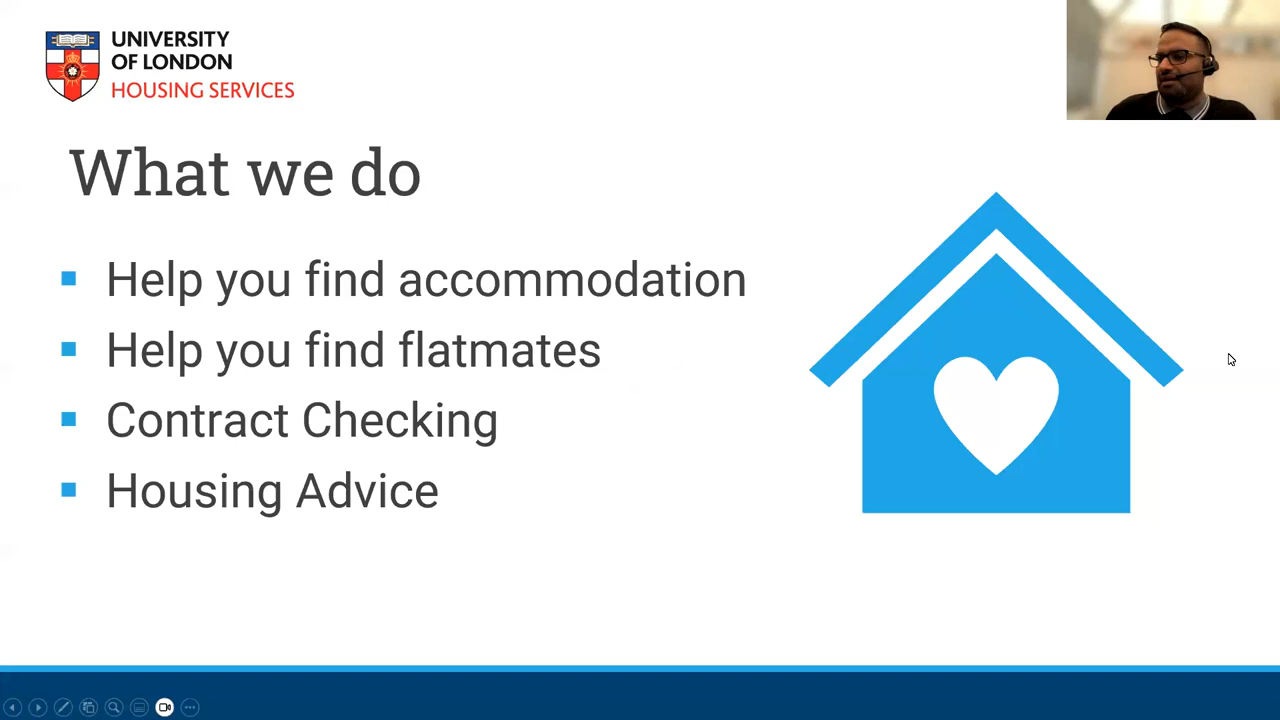 UNIVERSITY
OF LONDON
HOUSING SERVICES
What we do
Help you find accommodation
Help you find flatmates
Contract Checking
Housing Advice